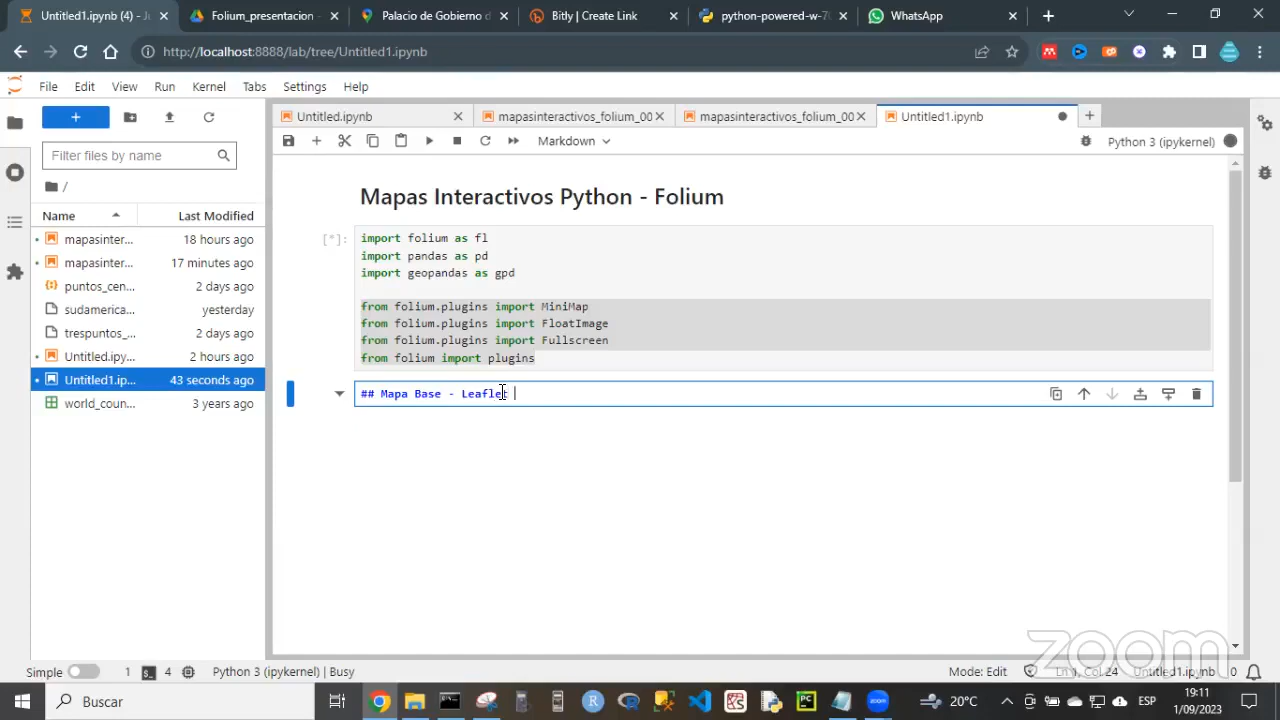 Untitled1.ipynb (4) - Ju
Folium_presentacion -
Palacio de Gobierno d
Bitly | Create Link
python-powered-w-70
WhatsApp
http://localhost:8888/lab/tree/Untitled1.ipynb
File Edit View Run Kernel Tabs Settings Help
Untitled.ipynb
mapasinteractivos_folium_00
mapasinteractivos_folium_00
Untitled1.ipynb
Markdown
Python 3 (ipykernel)
Filter files by name
/
Name Last Modified
mapasinter... 18 hours ago
mapasinter... 17 minutes ago
puntos_cen... 2 days ago
sudamerica... yesterday
trespuntos_... 2 days ago
Untitled.ipy... 2 hours ago
Untitled1.ip... 43 seconds ago
world_coun... 3 years ago
Mapas Interactivos Python - Folium
[*]:
import folium as fl
import pandas as pd
import geopandas as gpd
from folium.plugins import MiniMap
from folium.plugins import FloatImage
from folium.plugins import Fullscreen
from folium import plugins
## Mapa Base - Leaflet
zoom
Simple 1 4 Python 3 (ipykernel) | Busy
Mode: Edit Ln 1, Col 24 Untitled1.ipynb 0
Buscar
20°C
ESP
19:11
1/09/2023